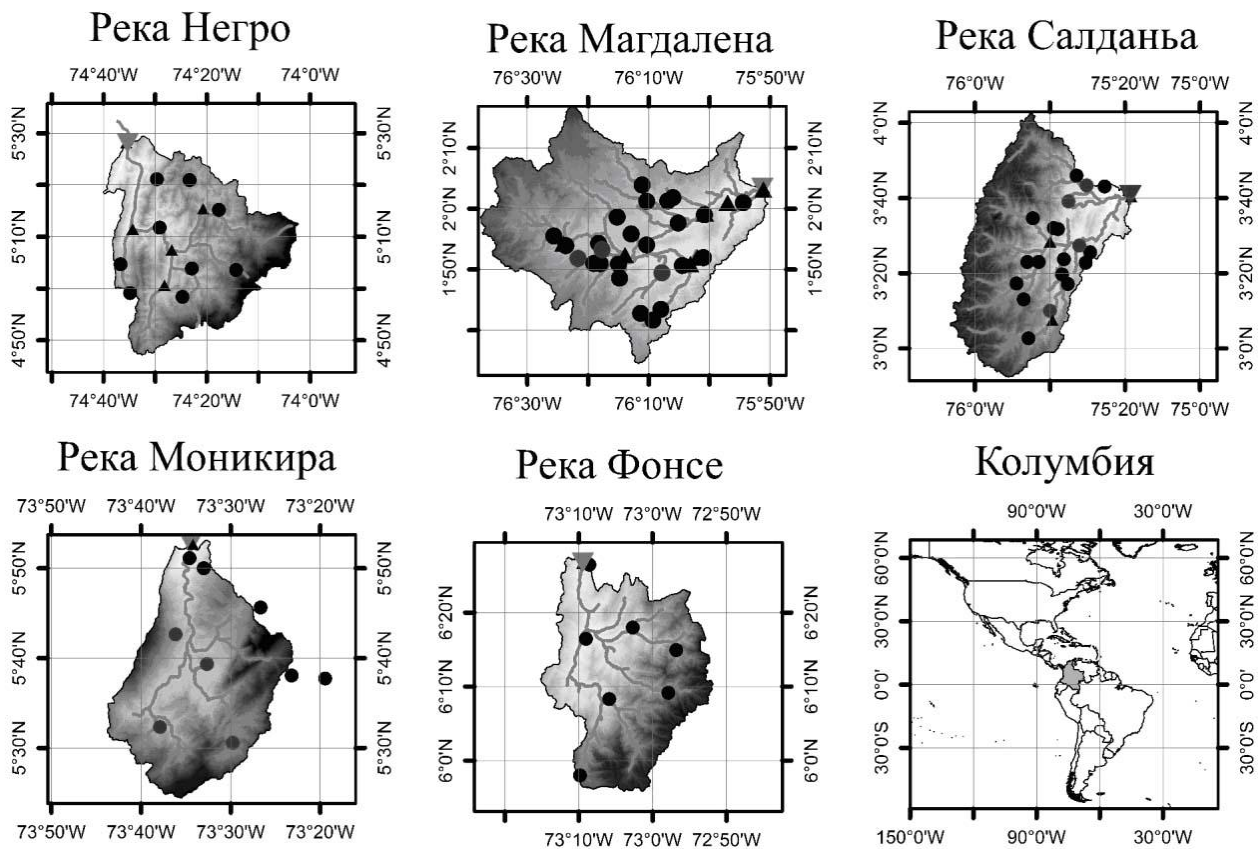 Река Негро
74°40'W 74°20'W 74°0'W
5°30'N 5°30'N
5°10'N 5°10'N
4°50'N 4°50'N
74°40'W 74°20'W 74°0'W
Река Магдалена
76°30'W 76°10'W 75°50'W
2°10'N 2°10'N
2°0'N 2°0'N
1°50'N 1°50'N
76°30'W 76°10'W 75°50'W
Река Салданья
76°0'W 75°20'W 75°0'W
4°0'N 4°0'N
3°40'N 3°40'N
3°20'N 3°20'N
3°0'N 3°0'N
76°0'W 75°20'W 75°0'W
Река Моникира
73°50'W 73°40'W 73°30'W 73°20'W
5°50'N 5°50'N
5°40'N 5°40'N
5°30'N 5°30'N
73°50'W 73°40'W 73°30'W 73°20'W
Река Фонсе
73°10'W 73°0'W 72°50'W
6°20'N 6°20'N
6°10'N 6°10'N
6°0'N 6°0'N
73°10'W 73°0'W 72°50'W
Колумбия
90°0'W 30°0'W
60°0'N 60°0'N
30°0'N 30°0'N
0°0' 0°0'
30°0'S 30°0'S
150°0'W 90°0'W 30°0'W